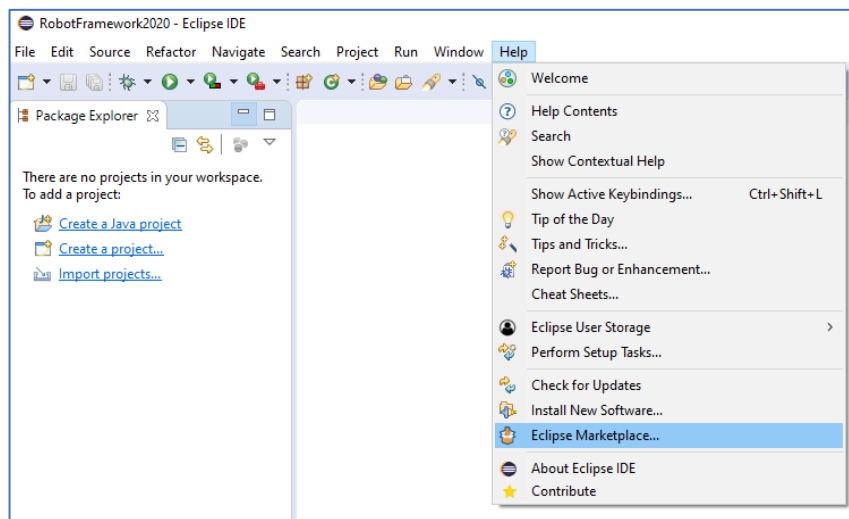 RobotFramework2020 - Eclipse IDE
File Edit Source Refactor Navigate Search Project Run Window Help
Package Explorer
There are no projects in your workspace.
To add a project:
Create a Java project
Create a project...
Import projects...
Welcome
Help Contents
Search
Show Contextual Help
Show Active Keybindings... Ctrl+Shift+L
Tip of the Day
Tips and Tricks...
Report Bug or Enhancement...
Cheat Sheets...
Eclipse User Storage
Perform Setup Tasks...
Check for Updates
Install New Software...
Eclipse Marketplace...
About Eclipse IDE
Contribute